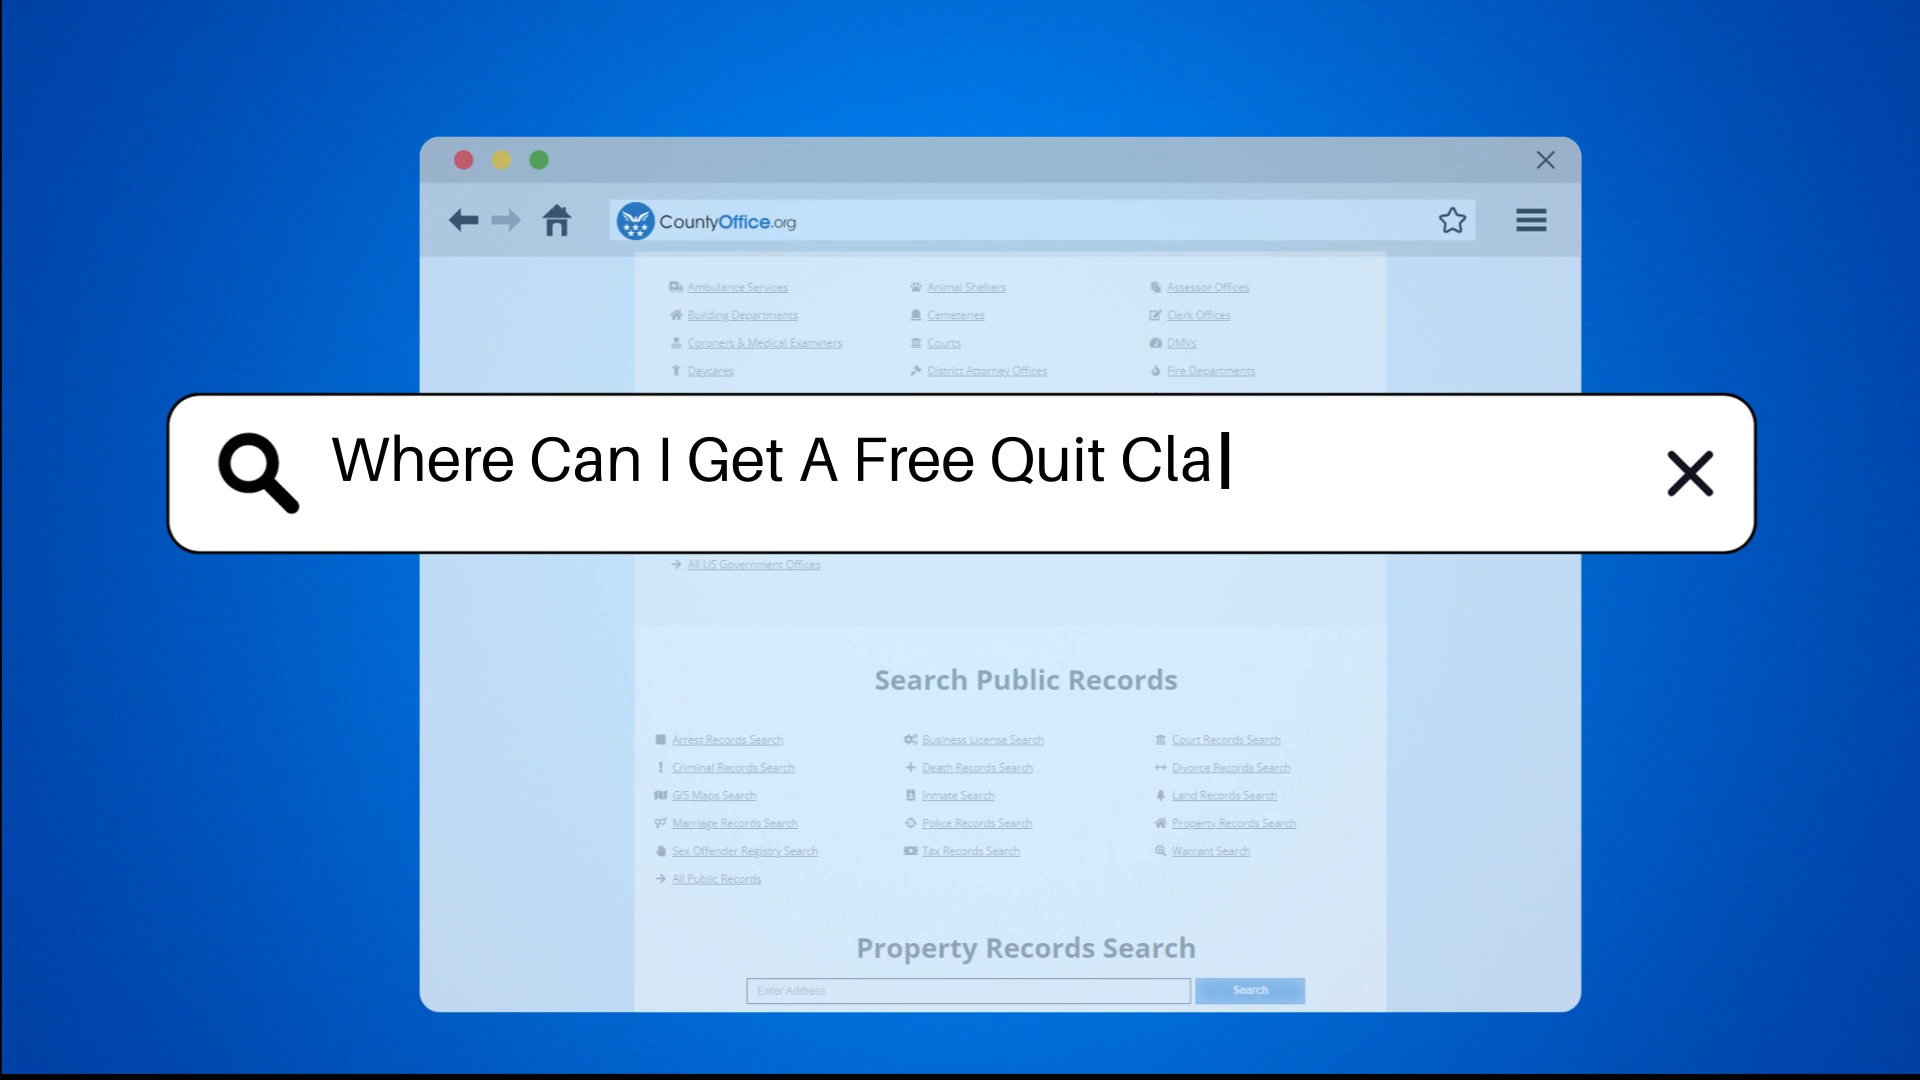 CountyOffice.org
Ambulance Services Animal Shelters Assessor Offices
Building Departments Cemeteries Clerk Offices
Coroners & Medical Examiners Courts DMVs
Daycares District Attorney Offices Fire Departments
Where Can I Get A Free Quit Cla
All US Government Offices
Search Public Records
Arrest Records Search Business License Search Court Records Search
Criminal Records Search Death Records Search Divorce Records Search
GIS Maps Search Inmate Search Land Records Search
Marriage Records Search Police Records Search Property Records Search
Sex Offender Registry Search Tax Records Search Warrant Search
All Public Records
Property Records Search
Enter Address Search